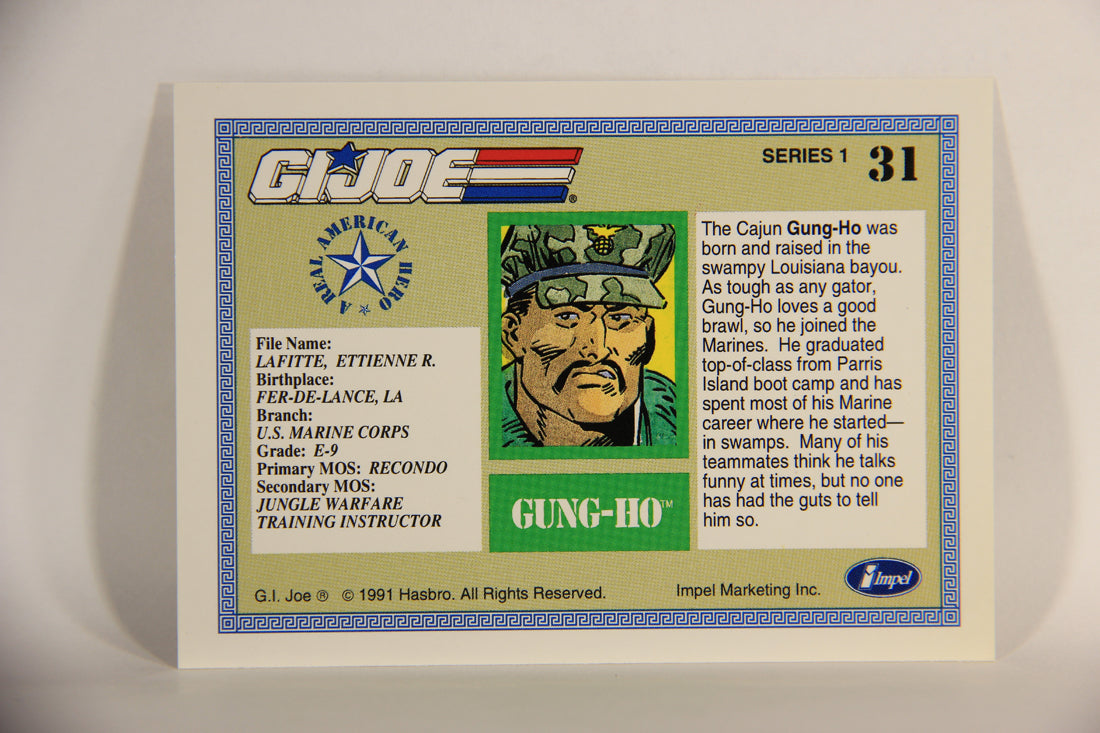 G.I. JOE®
SERIES 1 31
A REAL AMERICAN HERO
File Name:
LAFITTE, ETTIENNE R.
Birthplace:
FER-DE-LANCE, LA
Branch:
U.S. MARINE CORPS
Grade: E-9
Primary MOS: RECONDO
Secondary MOS:
JUNGLE WARFARE
TRAINING INSTRUCTOR
GUNG-HO™
The Cajun Gung-Ho was
born and raised in the
swampy Louisiana bayou.
As tough as any gator,
Gung-Ho loves a good
brawl, so he joined the
Marines. He graduated
top-of-class from Parris
Island boot camp and has
spent most of his Marine
career where he started—
in swamps. Many of his
teammates think he talks
funny at times, but no one
has had the guts to tell
him so.
G.I. Joe ® © 1991 Hasbro. All Rights Reserved.
Impel Marketing Inc.
Impel